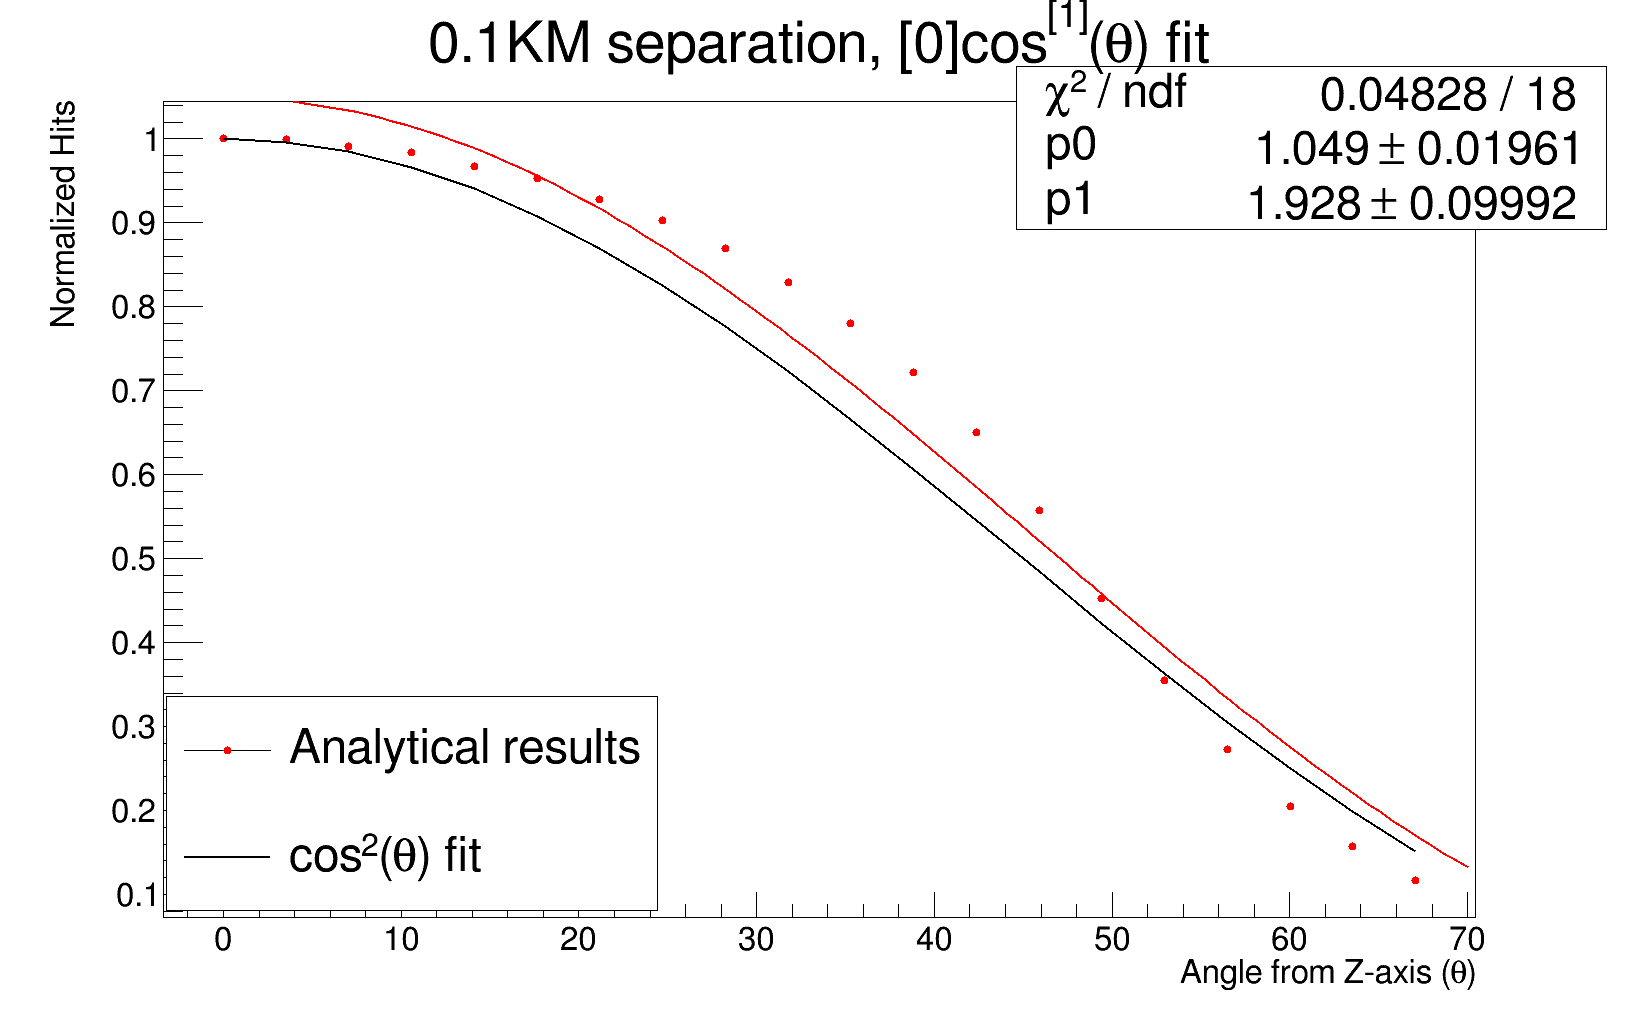 0.1KM separation, [0]cos^[1](θ) fit
χ² / ndf 0.04828 / 18
p0 1.049 ± 0.01961
p1 1.928 ± 0.09992
Normalized Hits
1
0.9
0.8
0.7
0.6
0.5
0.4
0.3
0.2
0.1
Analytical results
cos²(θ) fit
0 10 20 30 40 50 60 70
Angle from Z-axis (θ)